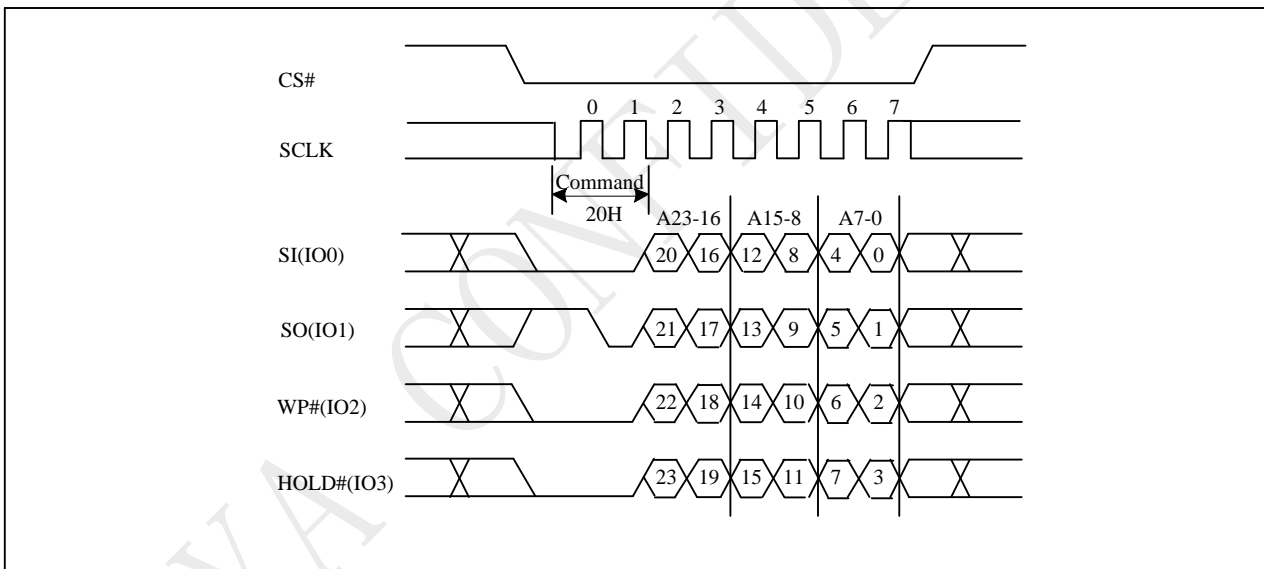 CS#
0 1 2 3 4 5 6 7
SCLK
Command
20H
A23-16 A15-8 A7-0
SI(IO0) 20 16 12 8 4 0
SO(IO1) 21 17 13 9 5 1
WP#(IO2) 22 18 14 10 6 2
HOLD#(IO3) 23 19 15 11 7 3